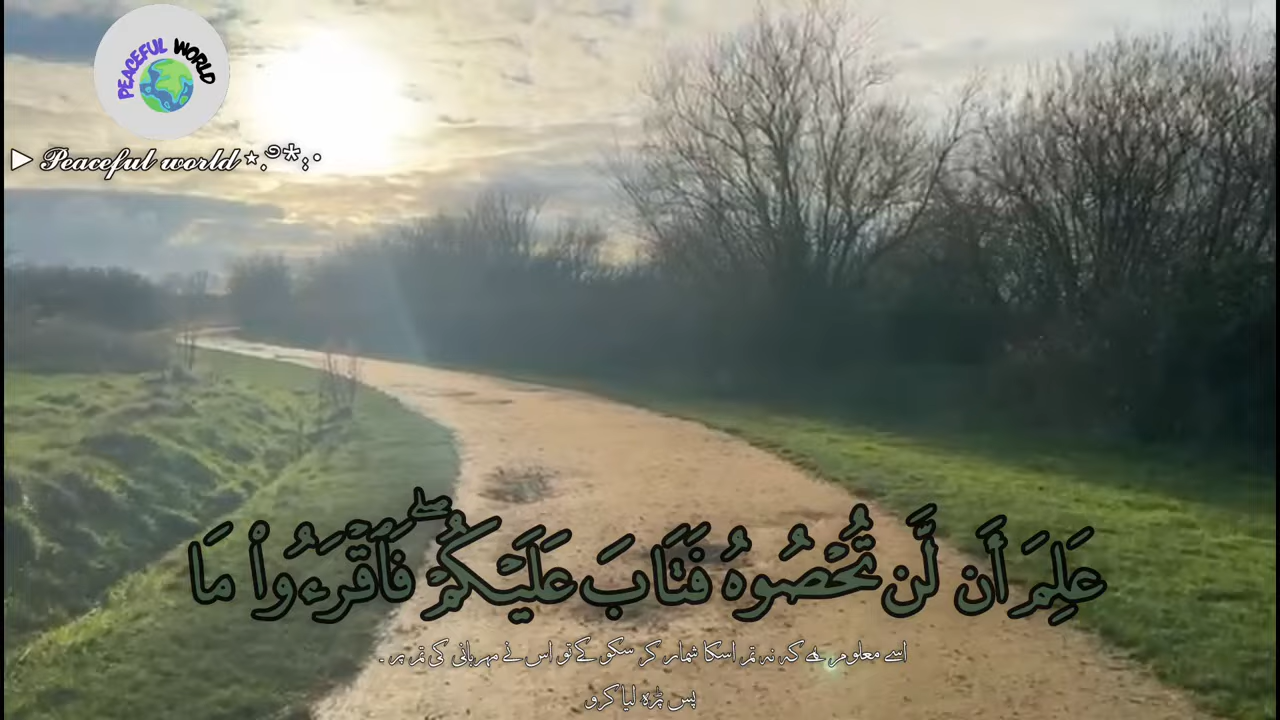 PEACEFUL WORLD
▶ Peaceful world ⋆.࿐*:･
عَلِمَ أَن لَّن تُحْصُوهُ فَتَابَ عَلَيْكُمْ ۖ فَٱقْرَءُوا۟ مَا
اسے معلوم ہے کہ نہ تم اسکا شمار کر سکو گے تو اس نے مہربانی کی تم پر .
پس پڑھ لیا کرو